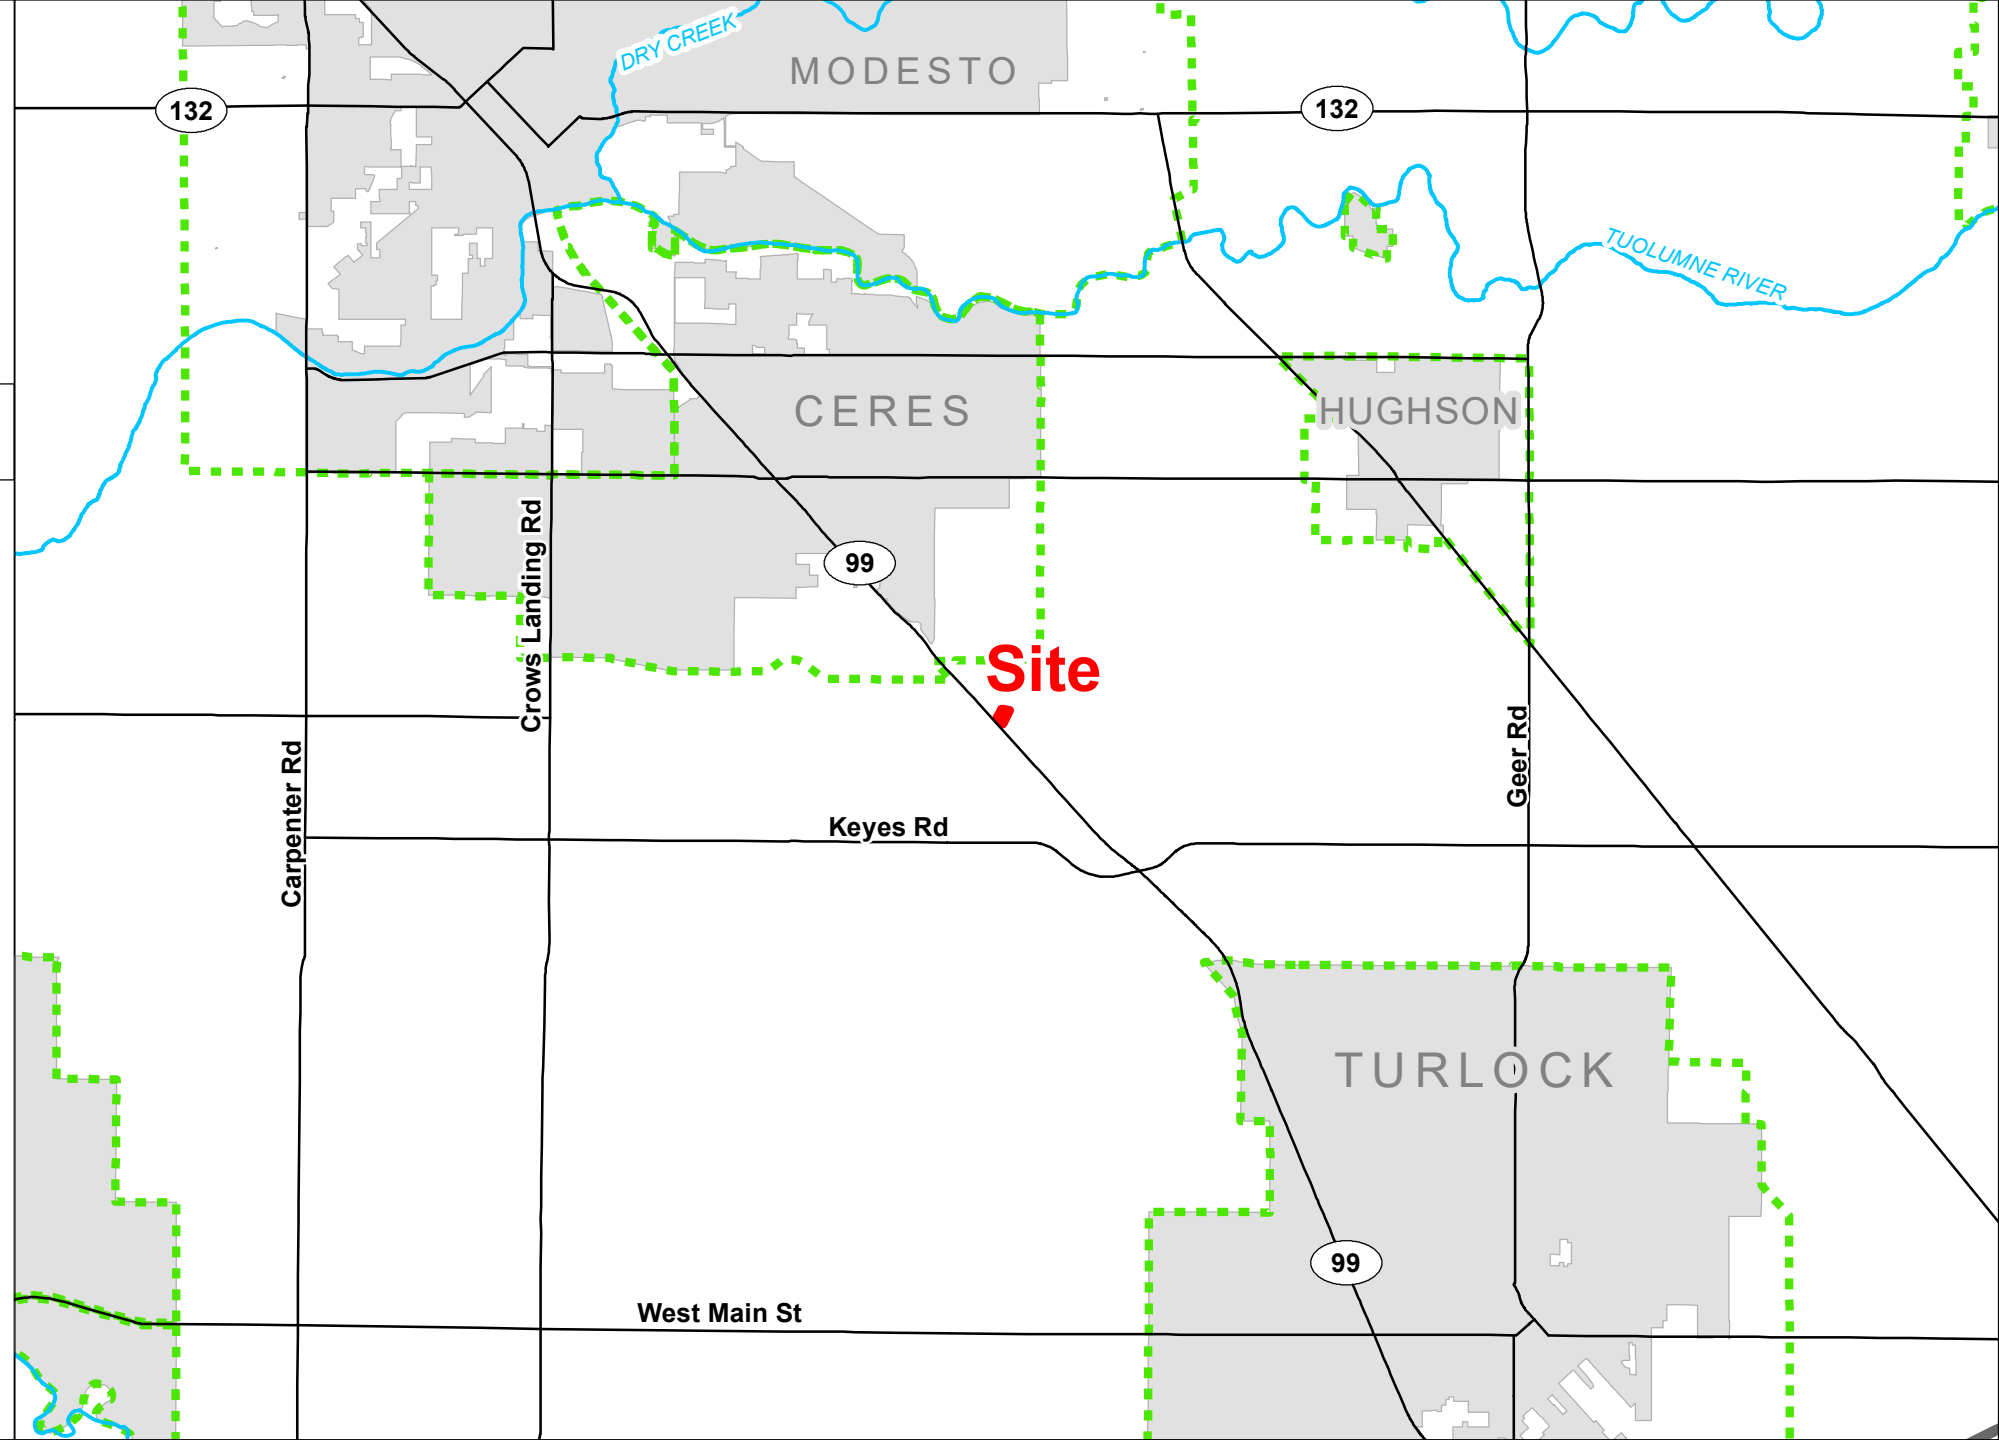 DRY CREEK
MODESTO
132
132
TUOLUMNE RIVER
CERES
HUGHSON
Crows Landing Rd
99
Site
Geer Rd
Carpenter Rd
Keyes Rd
TURLOCK
99
West Main St